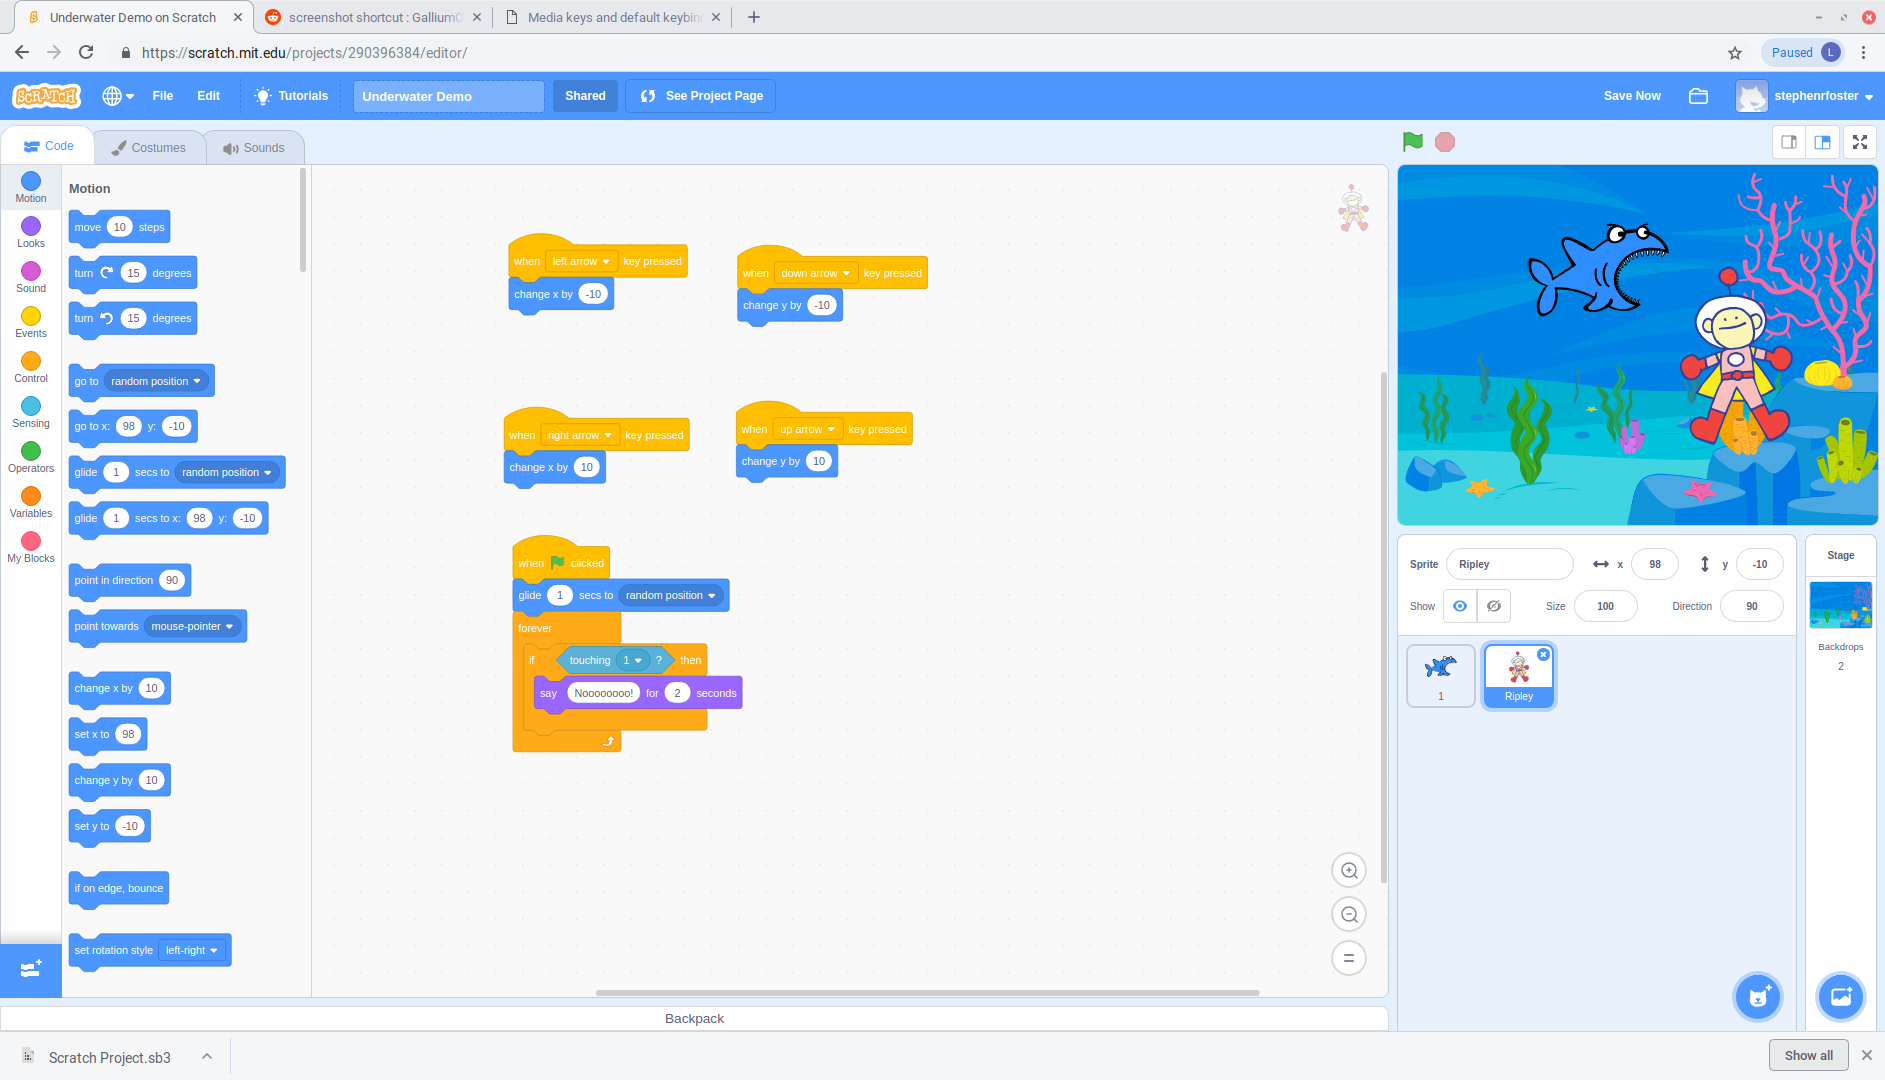 Underwater Demo on Scratch
screenshot shortcut : GalliumO
Media keys and default keybin
https://scratch.mit.edu/projects/290396384/editor/
Paused L
SCRATCH
File Edit Tutorials Underwater Demo Shared See Project Page Save Now stephenrfoster
Code Costumes Sounds
Motion
Looks
Sound
Events
Control
Sensing
Operators
Variables
My Blocks
Motion
move 10 steps
turn 15 degrees
turn 15 degrees
go to random position
go to x: 98 y: -10
glide 1 secs to random position
glide 1 secs to x: 98 y: -10
point in direction 90
point towards mouse-pointer
change x by 10
set x to 98
change y by 10
set y to -10
if on edge, bounce
set rotation style left-right
when left arrow key pressed
change x by -10
when down arrow key pressed
change y by -10
when right arrow key pressed
change x by 10
when up arrow key pressed
change y by 10
when clicked
glide 1 secs to random position
forever
if touching 1 ? then
say Noooooooo! for 2 seconds
Sprite Ripley x 98 y -10
Show Size 100 Direction 90
1
Ripley
Stage
Backdrops
2
Backpack
Scratch Project.sb3
Show all